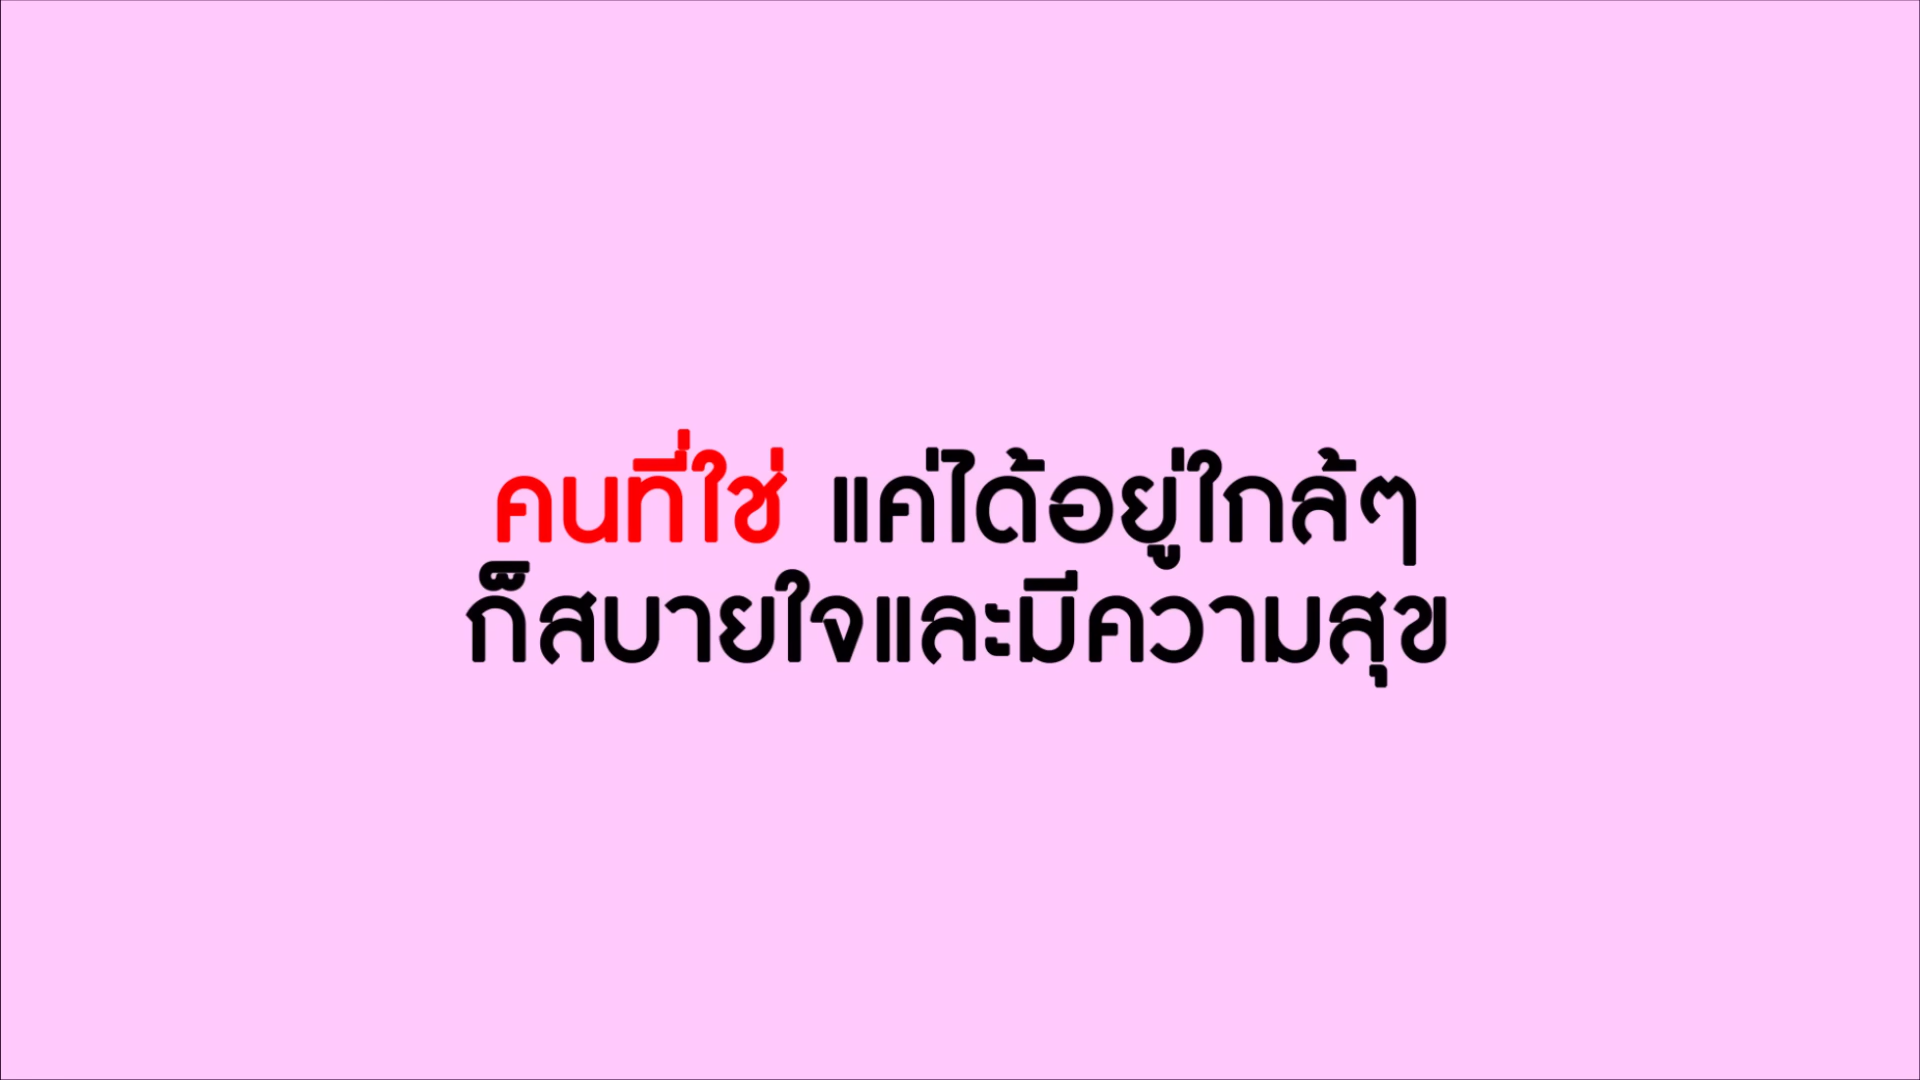 คนที่ใช่ แค่ได้อยู่ใกล้ๆ
ก็สบายใจและมีความสุข